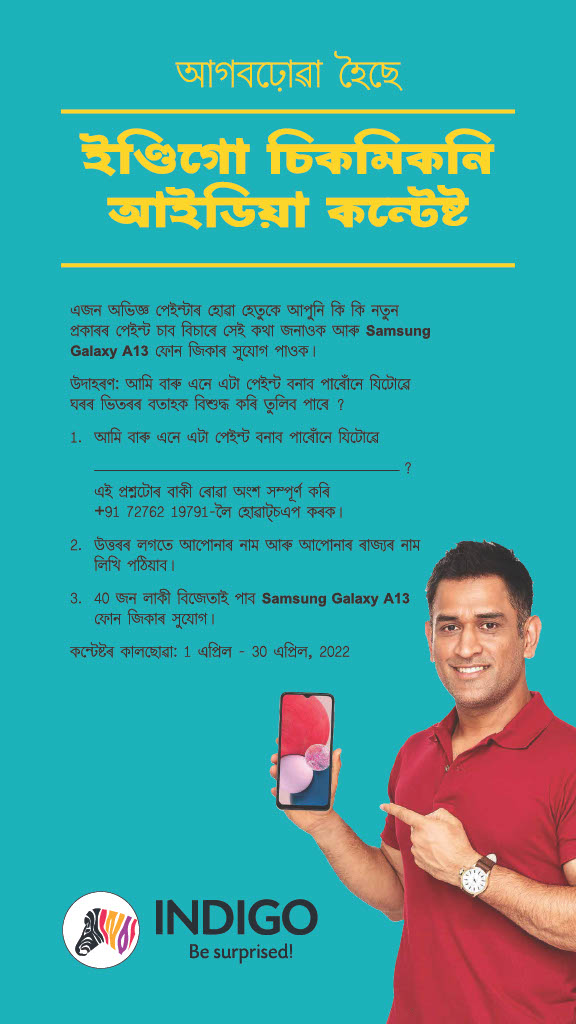 আগবঢ়োৱা হৈছে
ইণ্ডিগো চিকমিকনি
আইডিয়া কন্টেষ্ট
এজন অভিজ্ঞ পেইন্টাৰ হোৱা হেতুকে আপুনি কি কি নতুন
প্ৰকাৰৰ পেইন্ট চাব বিচাৰে সেই কথা জনাওক আৰু Samsung
Galaxy A13 ফোন জিকাৰ সুযোগ পাওক।
উদাহৰণ: আমি বাৰু এনে এটা পেইন্ট বনাব পাৰোঁনে যিটোৱে
ঘৰৰ ভিতৰৰ বতাহক বিশুদ্ধ কৰি তুলিব পাৰে ?
1. আমি বাৰু এনে এটা পেইন্ট বনাব পাৰোঁনে যিটোৱে
?
এই প্ৰশ্নটোৰ বাকী ৰোৱা অংশ সম্পূৰ্ণ কৰি
+91 72762 19791-লৈ হোৱাট্চএপ কৰক।
2. উত্তৰৰ লগতে আপোনাৰ নাম আৰু আপোনাৰ ৰাজ্যৰ নাম
লিখি পঠিয়াব।
3. 40 জন লাকী বিজেতাই পাব Samsung Galaxy A13
ফোন জিকাৰ সুযোগ।
কন্টেষ্টৰ কালছোৱা: 1 এপ্ৰিল - 30 এপ্ৰিল, 2022
INDIGO
Be surprised!